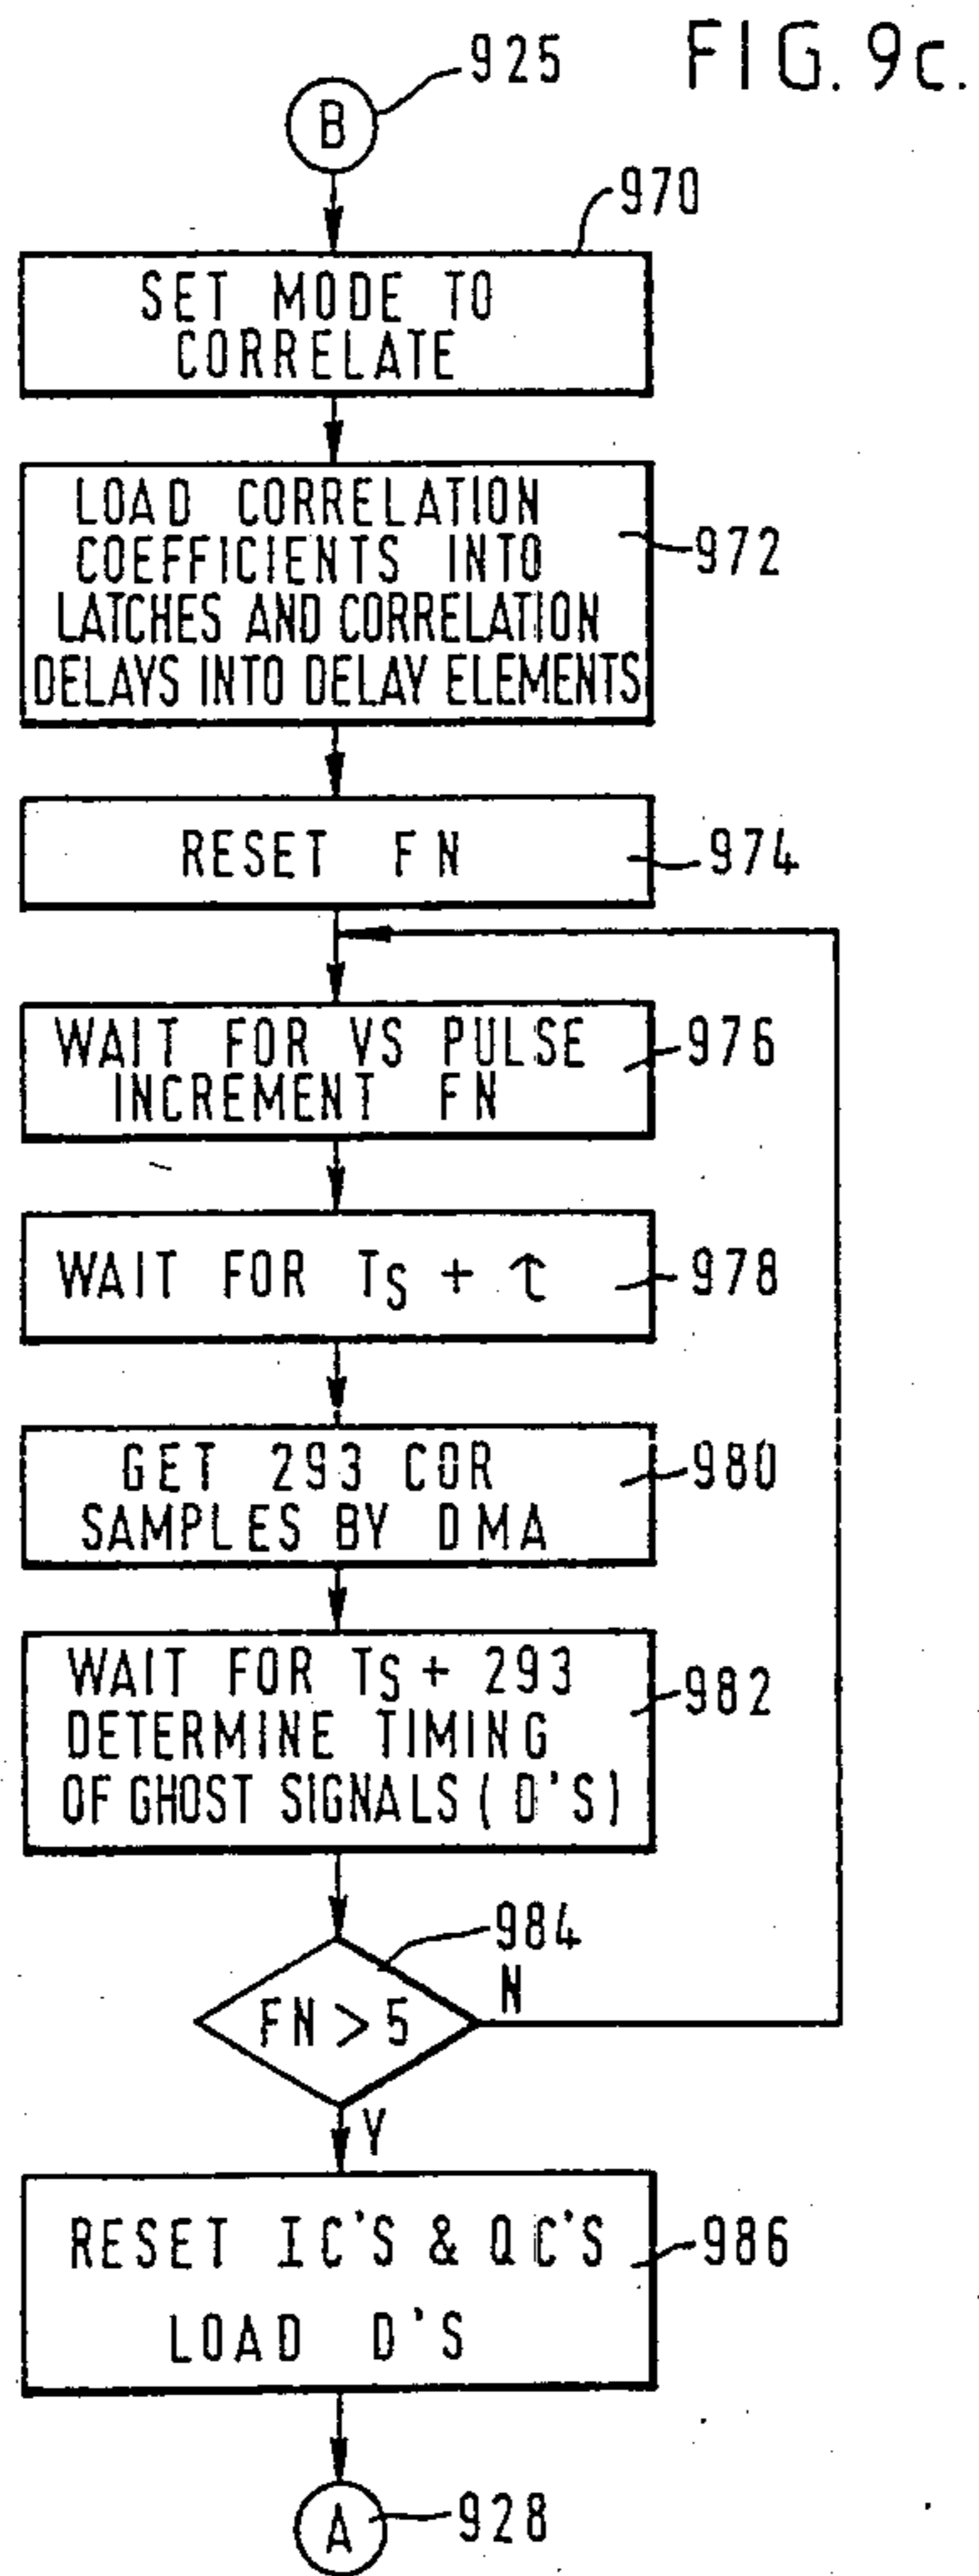 FIG. 9c.
925
B
970
SET MODE TO
CORRELATE
LOAD CORRELATION
COEFFICIENTS INTO
LATCHES AND CORRELATION
DELAYS INTO DELAY ELEMENTS
972
RESET FN
974
WAIT FOR VS PULSE
INCREMENT FN
976
WAIT FOR TS + τ
978
GET 293 COR
SAMPLES BY DMA
980
WAIT FOR TS + 293
DETERMINE TIMING
OF GHOST SIGNALS (D'S)
982
984
FN > 5
N
Y
RESET IC'S & QC'S
LOAD D'S
986
A
928